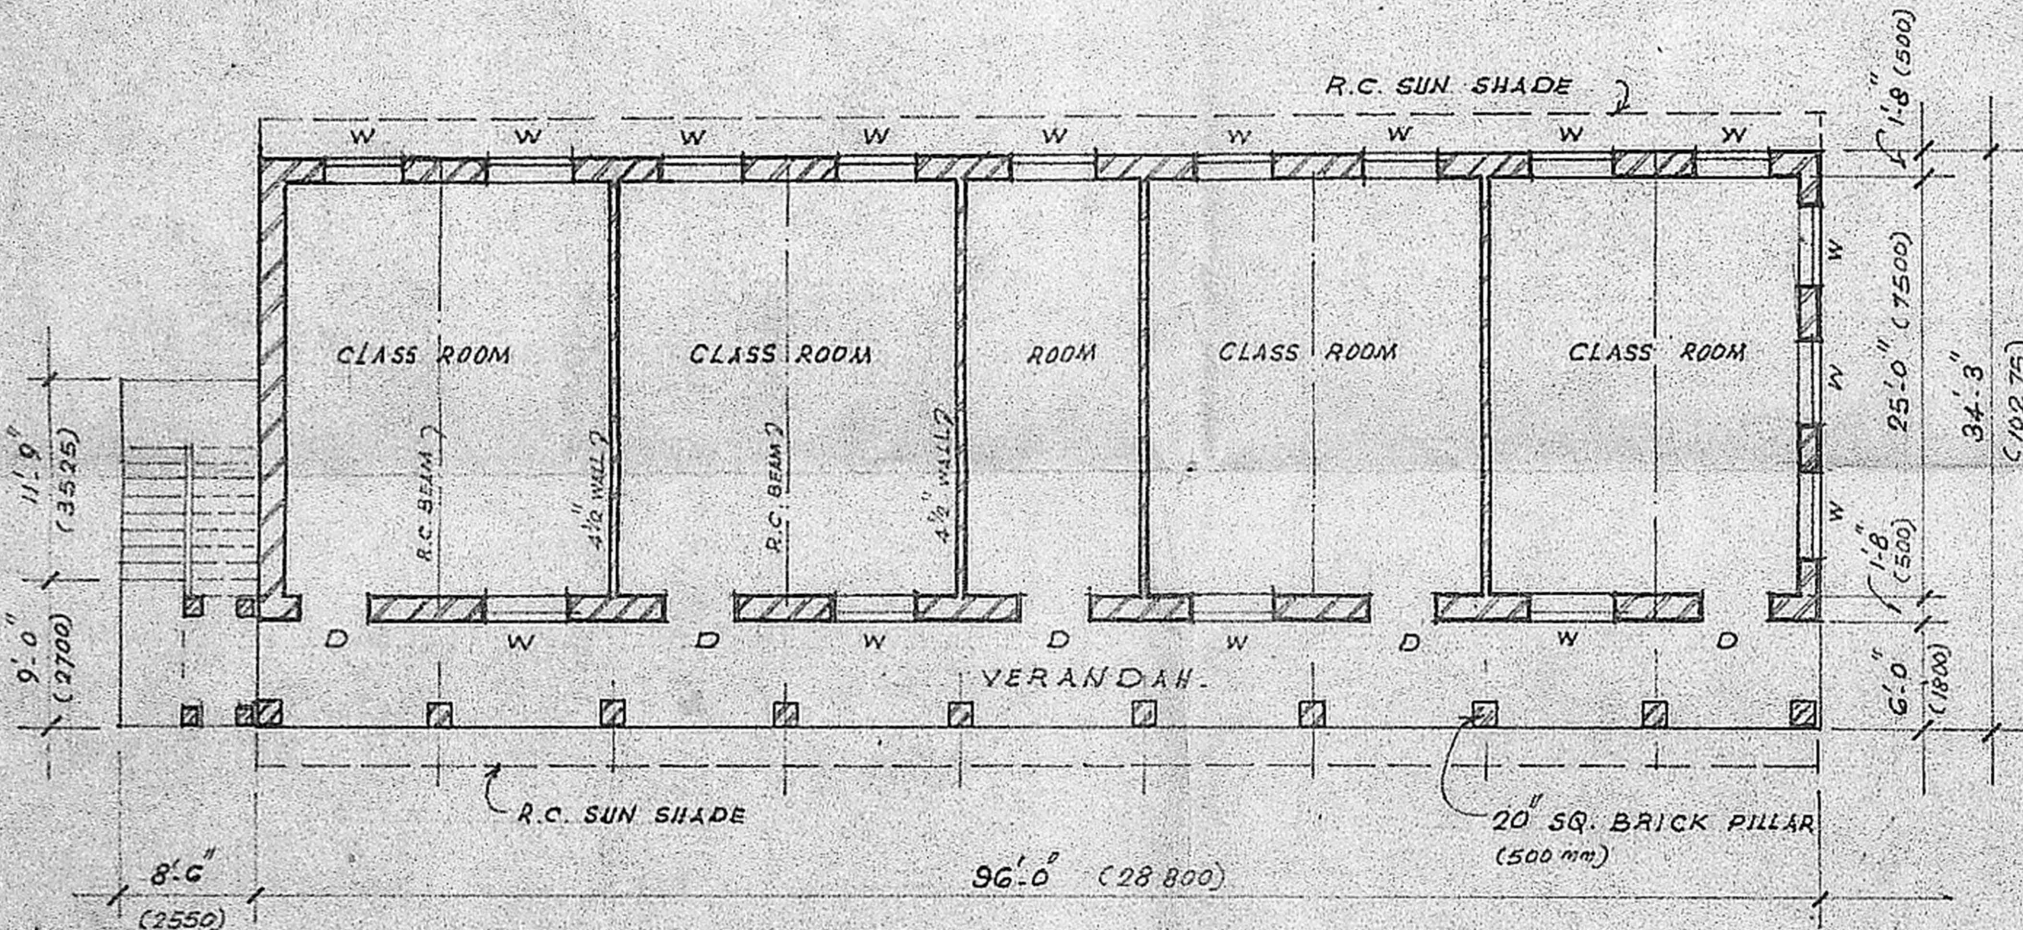 R.C. SUN SHADE
1'-8" (500)
W W W W W W W W W
W
W
W
CLASS ROOM
CLASS ROOM
ROOM
CLASS ROOM
CLASS ROOM
R.C. BEAM
4½" WALL
R.C. BEAM
4½" WALL
25'-0" (7500)
34'-3"
(102 75)
11'-9"
(3525)
9'-0"
(2700)
1'-8"
(500)
6'-0"
(1800)
D W D W D W D W D
VERANDAH.
R.C. SUN SHADE
20" SQ. BRICK PILLAR
(500 mm)
8'-6"
(2550)
96'-0" (28 800)